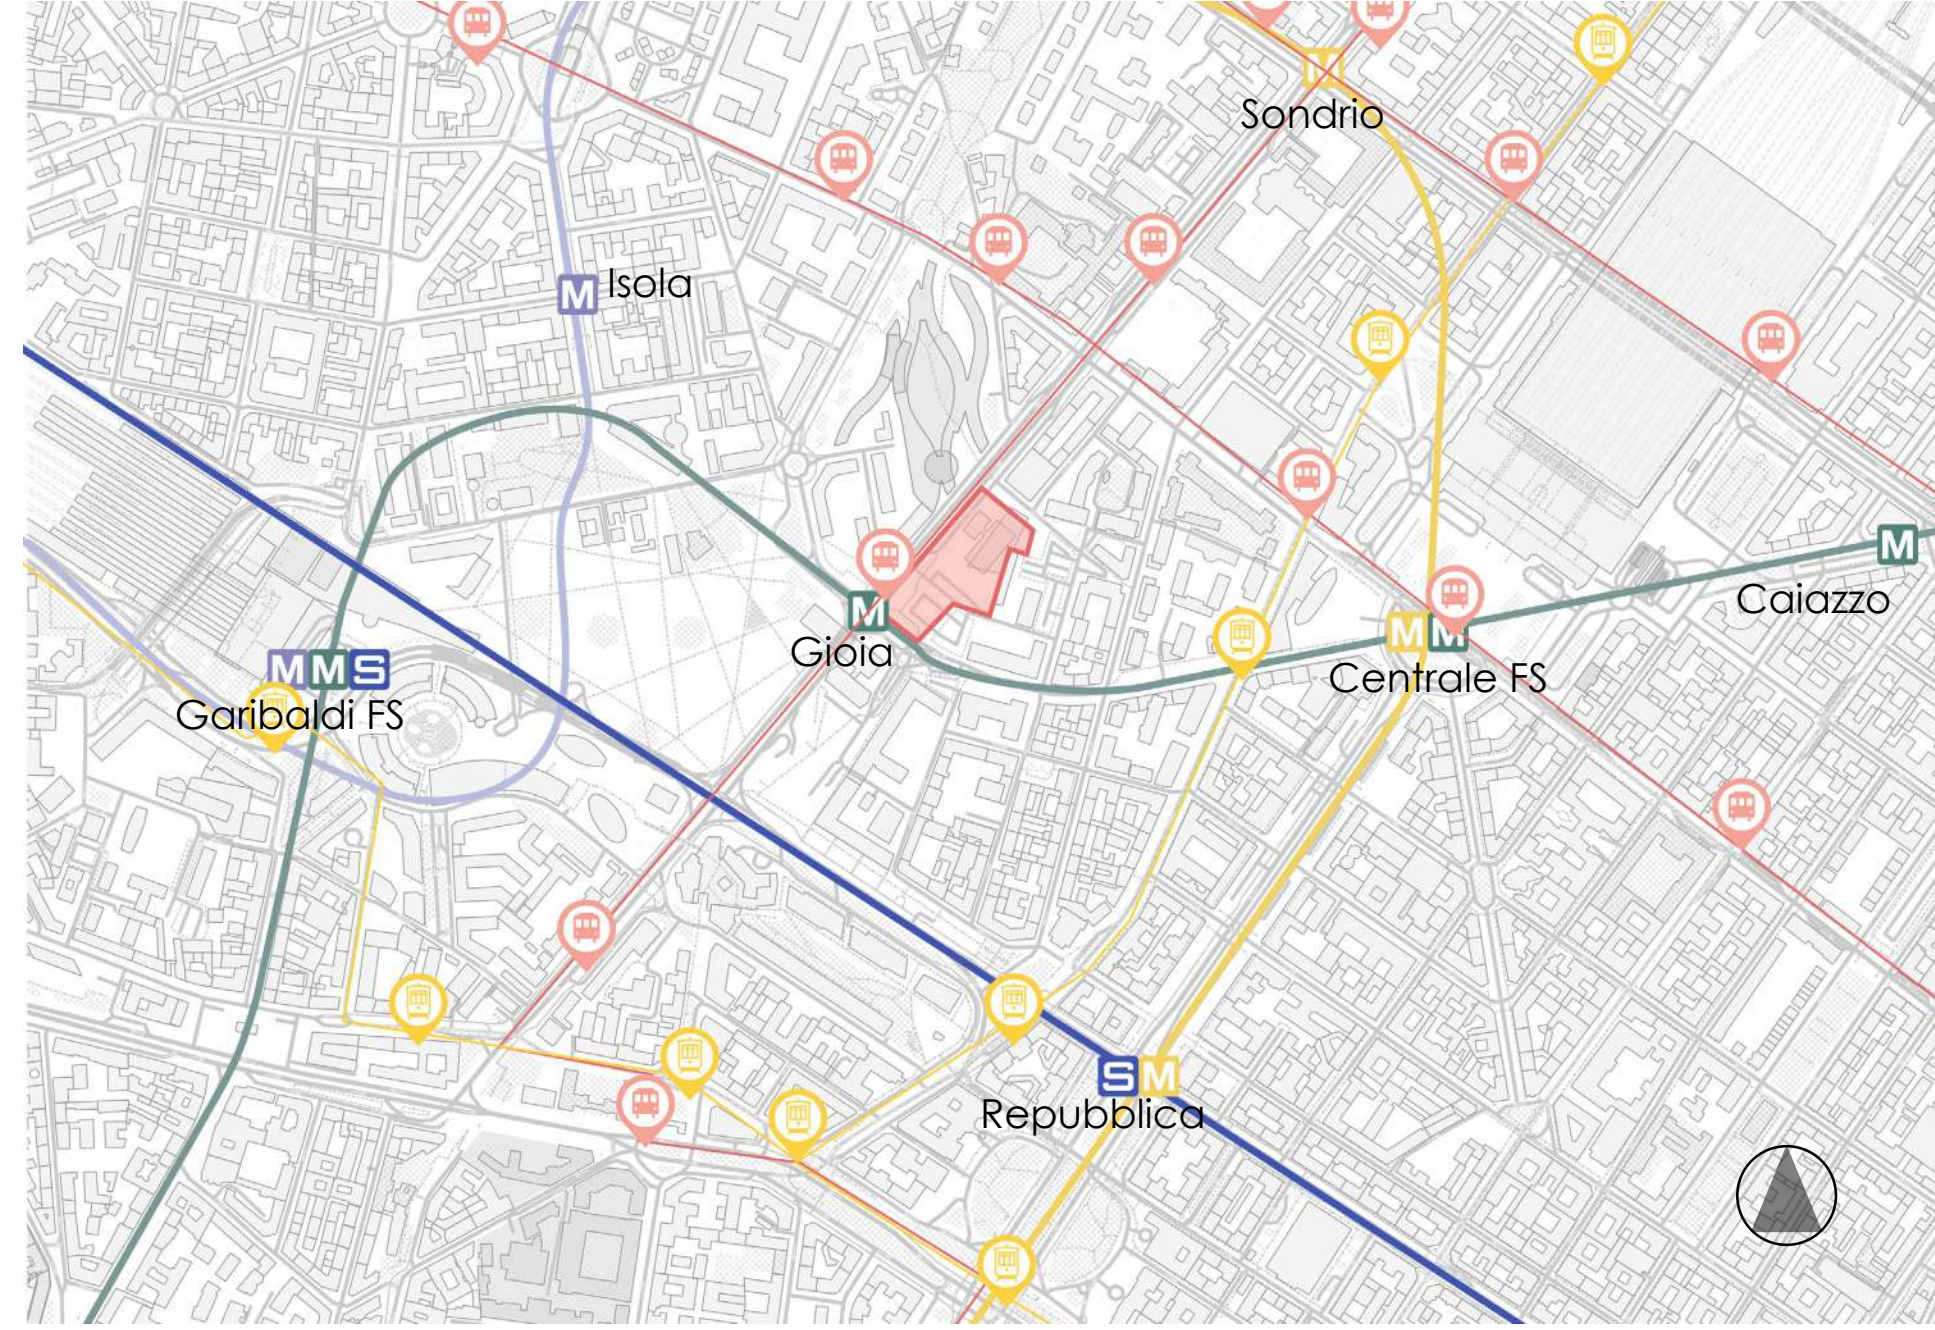 M
Sondrio
M Isola
M
Caiazzo
M
Gioia
M M
Centrale FS
M M S
Garibaldi FS
S M
Repubblica